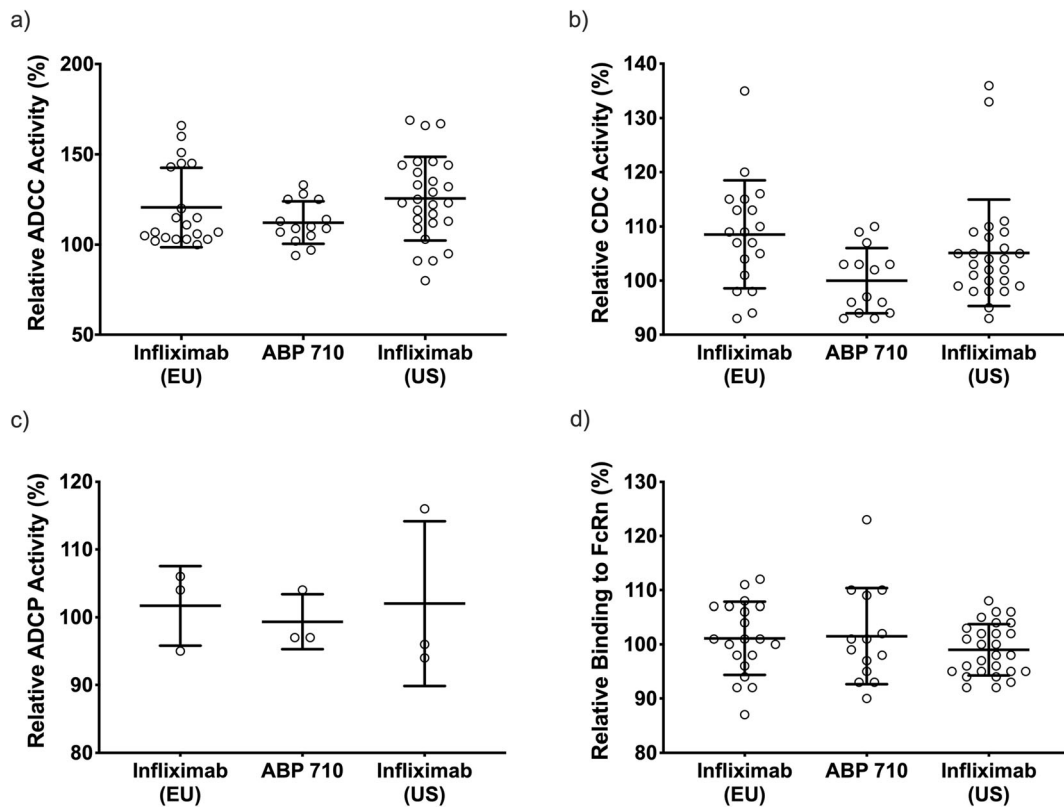 a)
Relative ADCC Activity (%)
200
150
100
50
Infliximab
(EU)
ABP 710
Infliximab
(US)
b)
Relative CDC Activity (%)
140
130
120
110
100
90
Infliximab
(EU)
ABP 710
Infliximab
(US)
c)
Relative ADCP Activity (%)
120
110
100
90
80
Infliximab
(EU)
ABP 710
Infliximab
(US)
d)
Relative Binding to FcRn (%)
130
120
110
100
90
80
Infliximab
(EU)
ABP 710
Infliximab
(US)